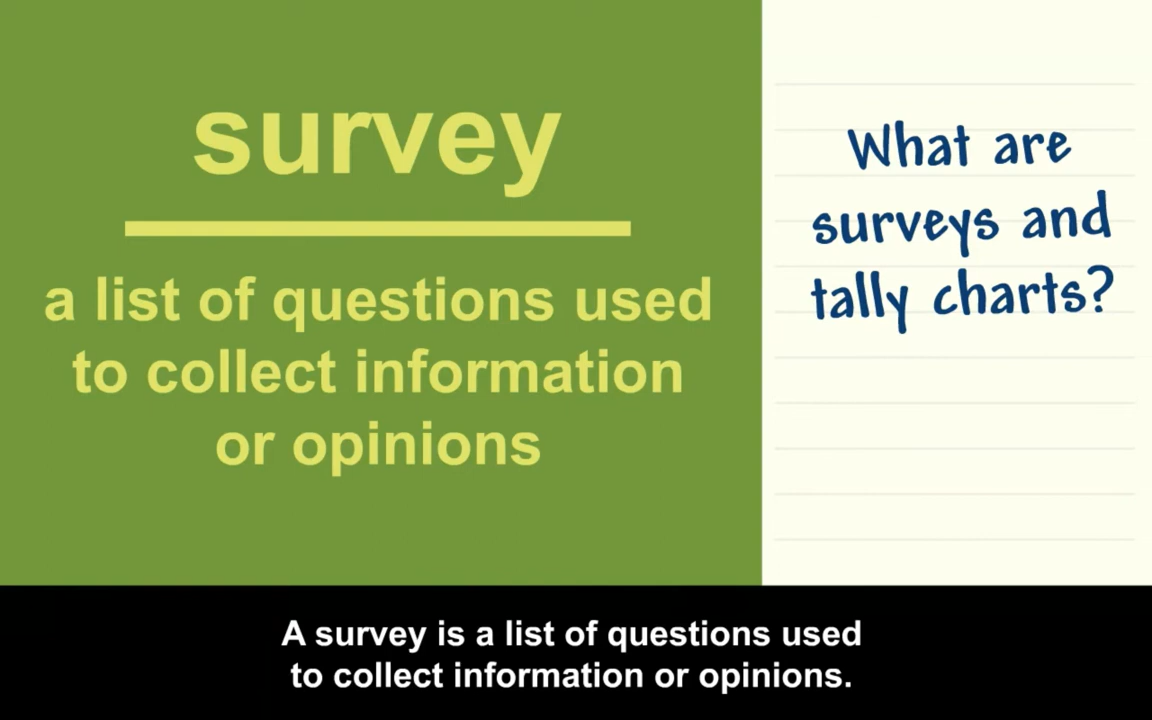 survey
a list of questions used
to collect information
or opinions
What are
surveys and
tally charts?
A survey is a list of questions used
to collect information or opinions.